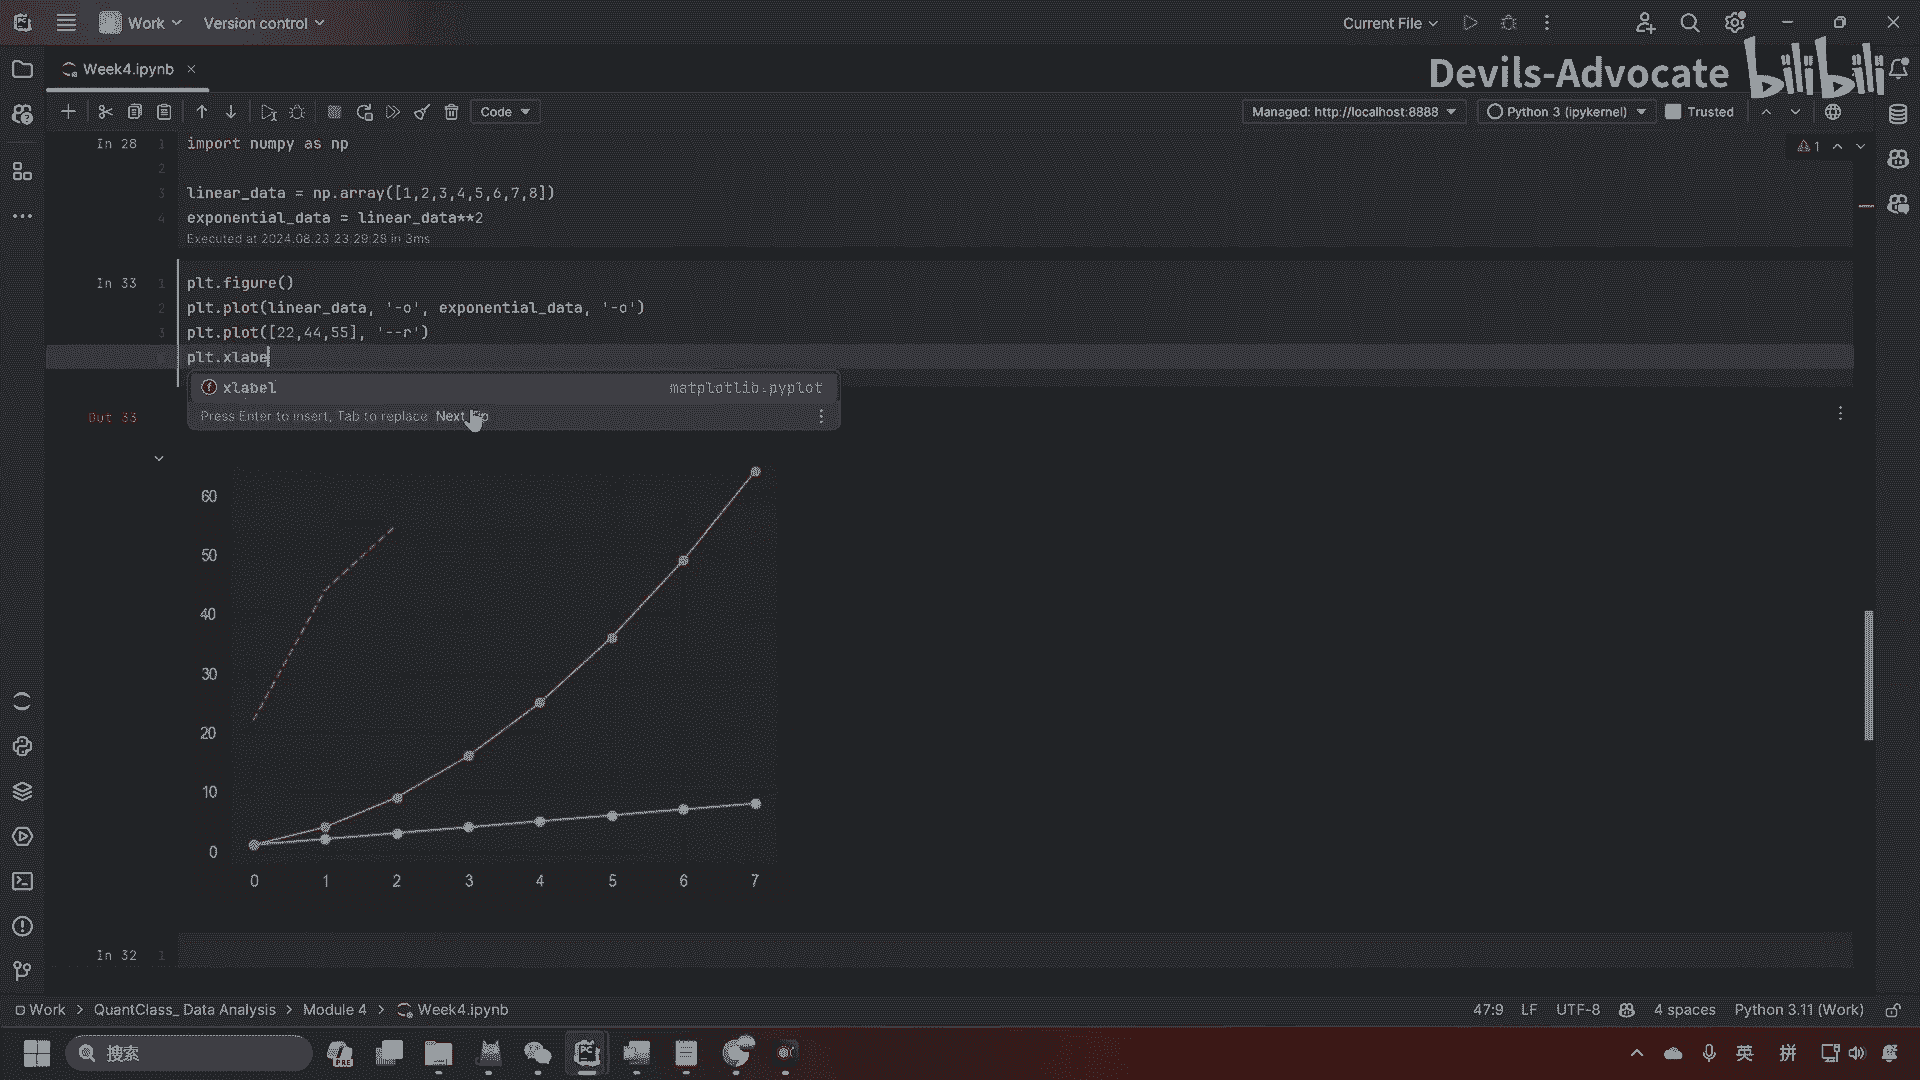 Work Version control Current File
Week4.ipynb
Devils-Advocate bilibili
Code Managed: http://localhost:8888 Python 3 (ipykernel) Trusted
In 28 1 import numpy as np 1
2
3 linear_data = np.array([1,2,3,4,5,6,7,8])
4 exponential_data = linear_data**2
Executed at 2024.08.23 23:29:29 in 3ms
In 33 1 plt.figure()
2 plt.plot(linear_data, '-o', exponential_data, '-o')
3 plt.plot([22,44,55], '--r')
plt.xlabe
xlabel matplotlib.pyplot
Press Enter to insert, Tab to replace Next
Out 33
60
50
40
30
20
10
0
0 1 2 3 4 5 6 7
In 32 1
Work > QuantClass_ Data Analysis > Module 4 > Week4.ipynb 47:9 LF UTF-8 4 spaces Python 3.11 (Work)
搜索 英 拼